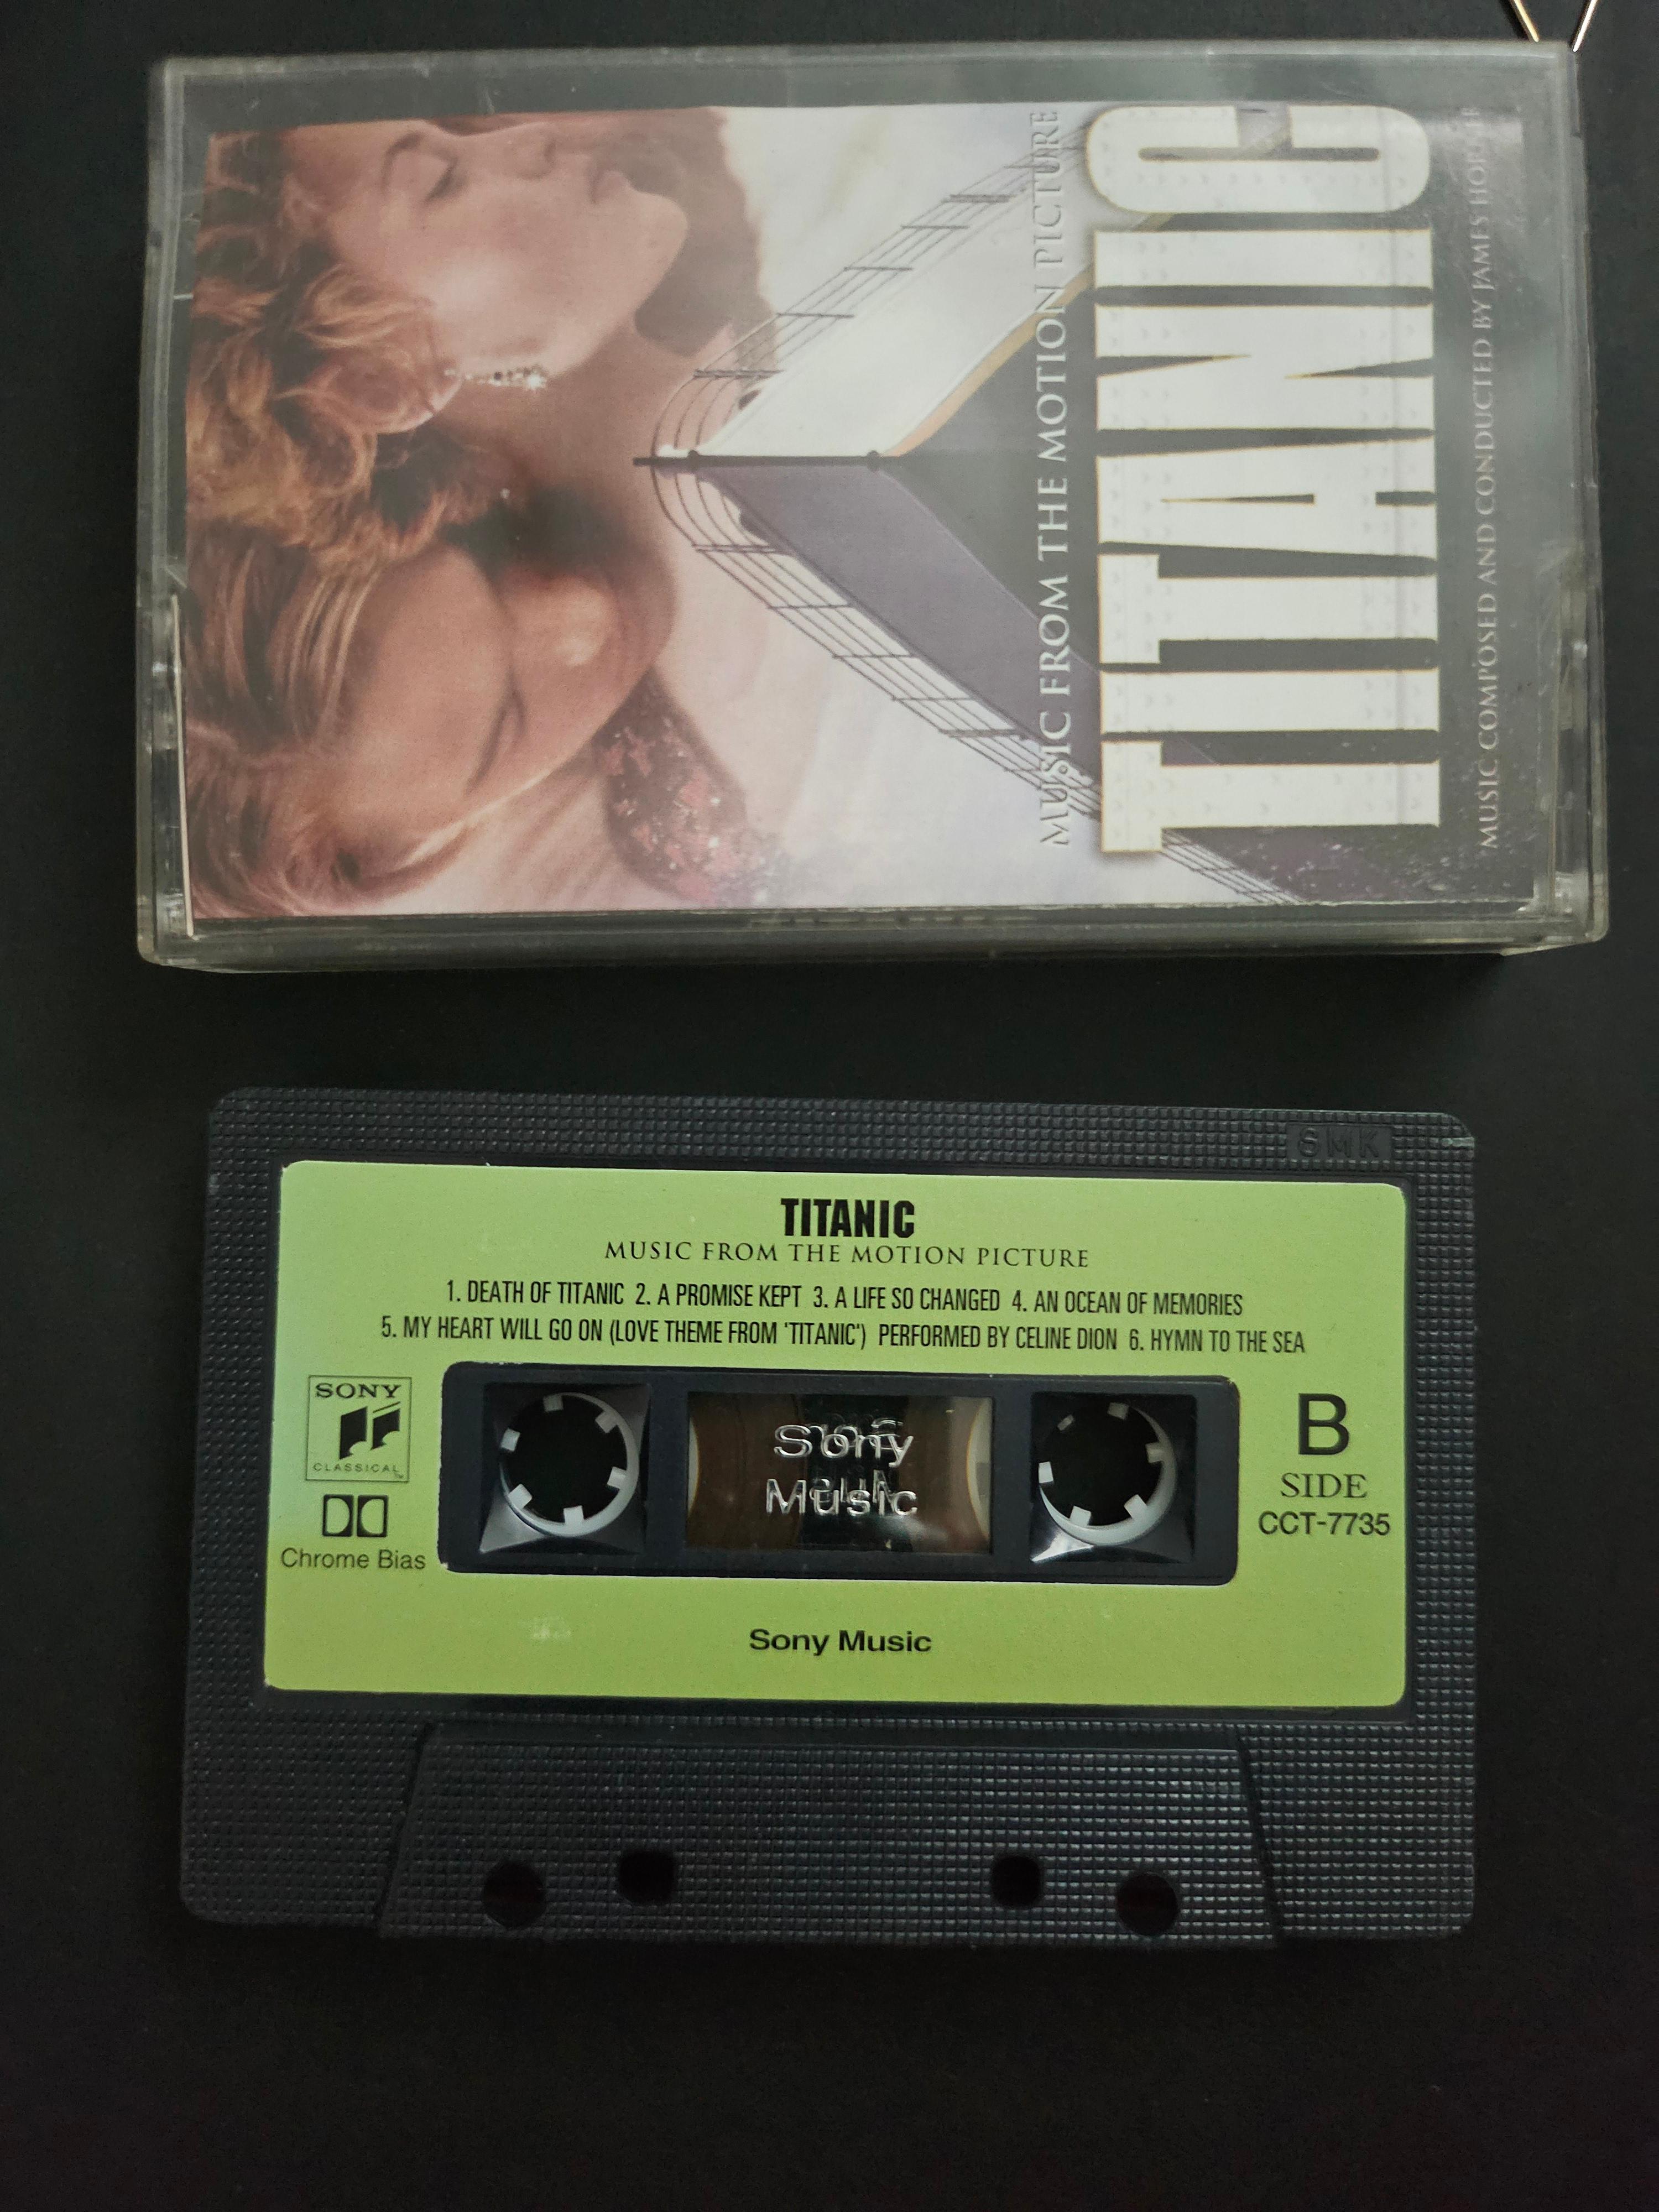 MUSIC FROM THE MOTION PICTURE
TITANIC
MUSIC COMPOSED AND CONDUCTED BY JAMES HORNER
SMK
TITANIC
MUSIC FROM THE MOTION PICTURE
1. DEATH OF TITANIC 2. A PROMISE KEPT 3. A LIFE SO CHANGED 4. AN OCEAN OF MEMORIES
5. MY HEART WILL GO ON (LOVE THEME FROM 'TITANIC') PERFORMED BY CELINE DION 6. HYMN TO THE SEA
SONY
CLASSICAL™
Chrome Bias
Sony
Music
B
SIDE
CCT-7735
Sony Music